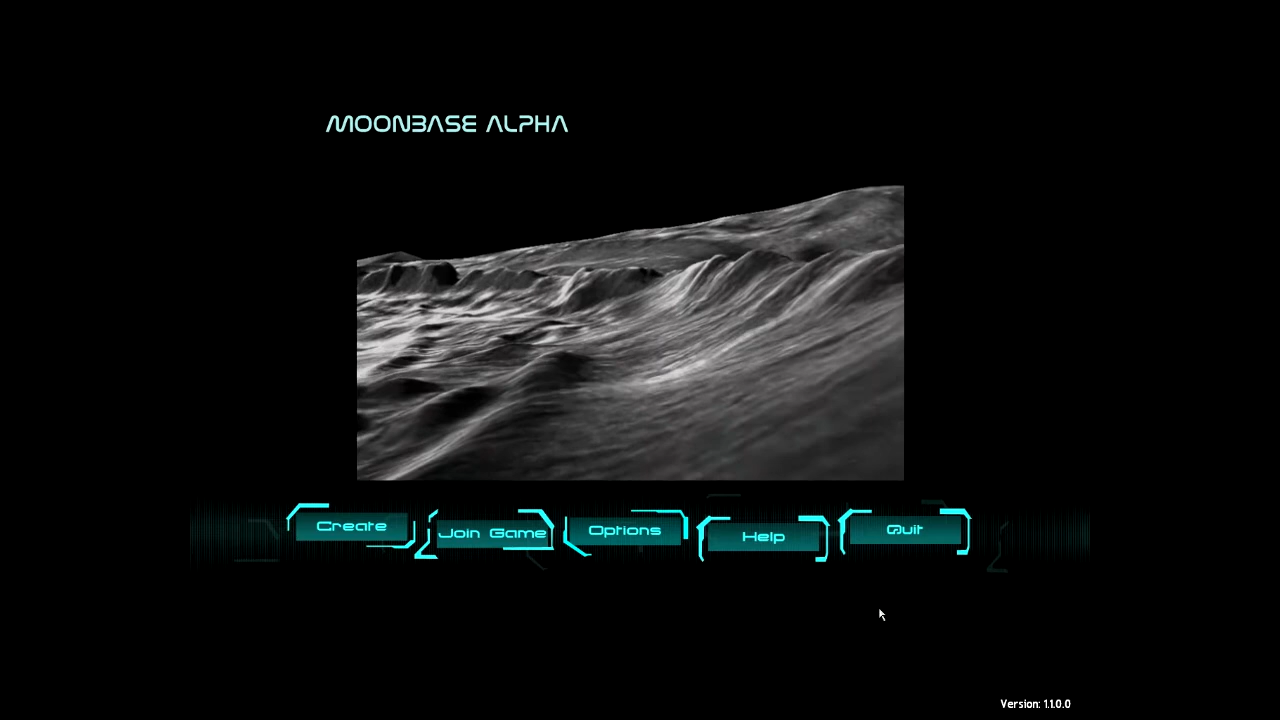 MOONBASE ALPHA
Create
Join Game
Options
Help
Quit
Version: 1.1.0.0